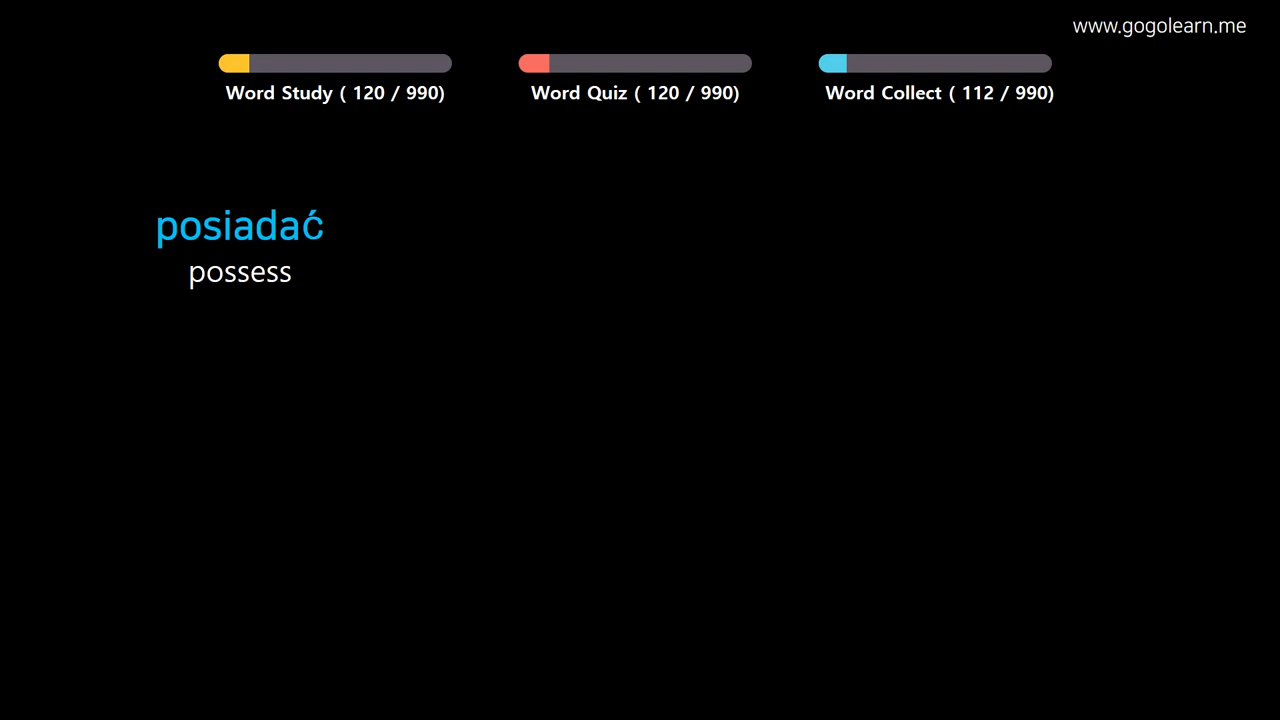 www.gogolearn.me
Word Study ( 120 / 990)
Word Quiz ( 120 / 990)
Word Collect ( 112 / 990)
posiadać
possess